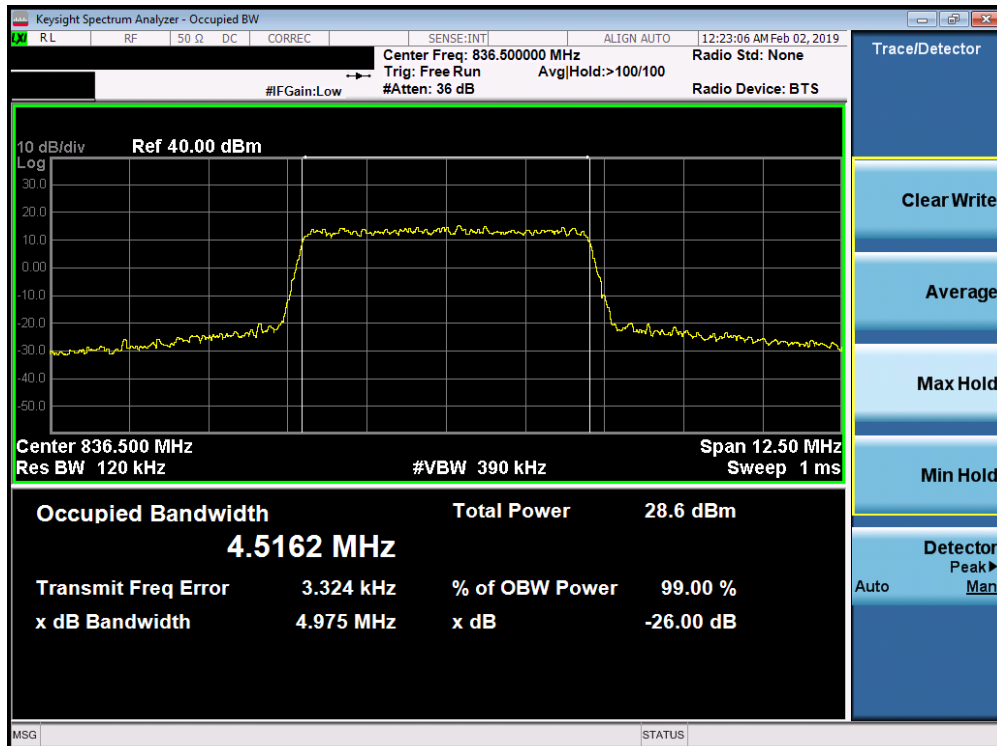 Keysight Spectrum Analyzer - Occupied BW
LXI RL RF 50 Ω DC CORREC SENSE:INT ALIGN AUTO 12:23:06 AM Feb 02, 2019
Center Freq: 836.500000 MHz Radio Std: None
Trig: Free Run Avg|Hold:>100/100
#IFGain:Low #Atten: 36 dB Radio Device: BTS
10 dB/div Ref 40.00 dBm
Log
30.0
20.0
10.0
0.00
-10.0
-20.0
-30.0
-40.0
-50.0
Center 836.500 MHz Span 12.50 MHz
Res BW 120 kHz #VBW 390 kHz Sweep 1 ms
Occupied Bandwidth Total Power 28.6 dBm
4.5162 MHz
Transmit Freq Error 3.324 kHz % of OBW Power 99.00 %
x dB Bandwidth 4.975 MHz x dB -26.00 dB
MSG STATUS
Trace/Detector
Clear Write
Average
Max Hold
Min Hold
Detector
Peak▶
Auto Man